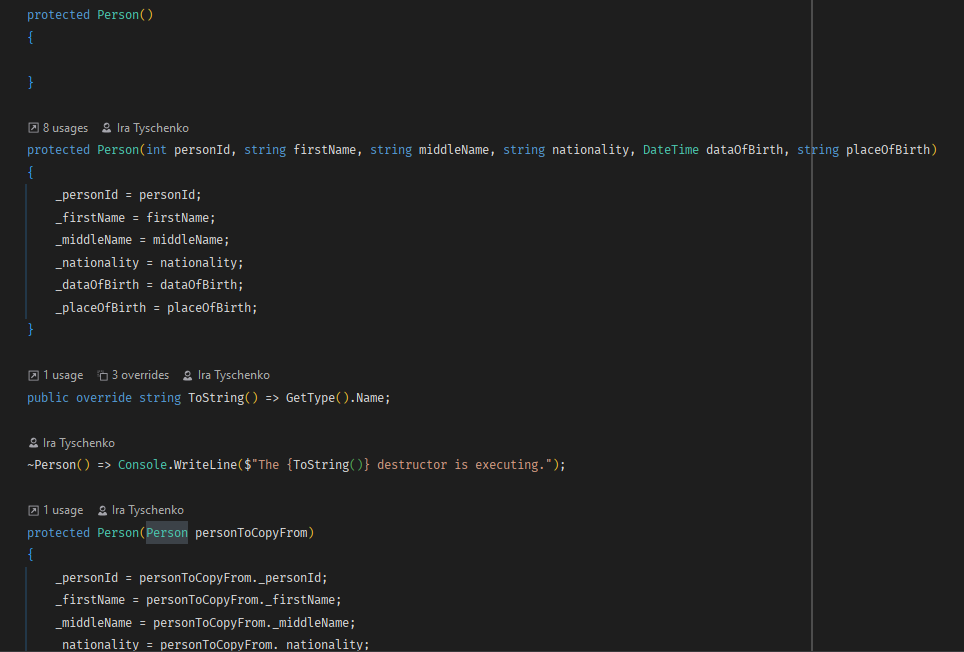 protected Person()
{
}
8 usages Ira Tyschenko
protected Person(int personId, string firstName, string middleName, string nationality, DateTime dataOfBirth, string placeOfBirth)
{
_personId = personId;
_firstName = firstName;
_middleName = middleName;
_nationality = nationality;
_dataOfBirth = dataOfBirth;
_placeOfBirth = placeOfBirth;
}
1 usage 3 overrides Ira Tyschenko
public override string ToString() => GetType().Name;
Ira Tyschenko
~Person() => Console.WriteLine($"The {ToString()} destructor is executing.");
1 usage Ira Tyschenko
protected Person(Person personToCopyFrom)
{
_personId = personToCopyFrom._personId;
_firstName = personToCopyFrom._firstName;
_middleName = personToCopyFrom._middleName;
_nationality = personToCopyFrom._nationality;